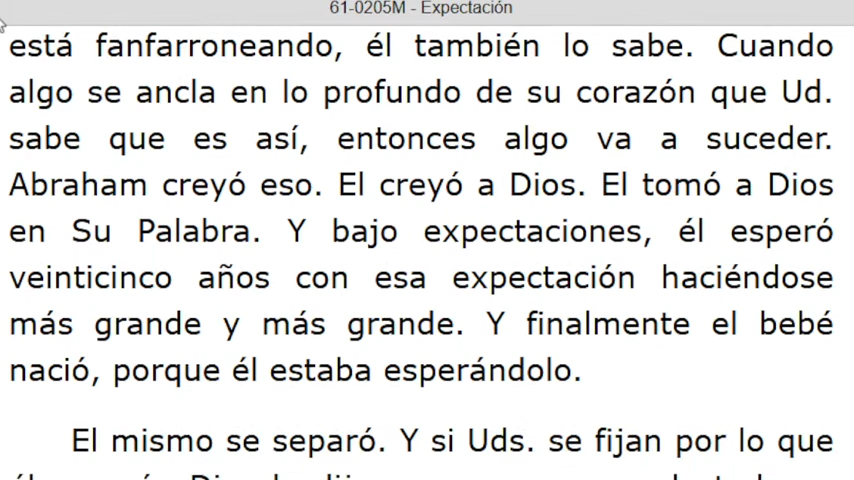 61-0205M - Expectación
está fanfarroneando, él también lo sabe. Cuando
algo se ancla en lo profundo de su corazón que Ud.
sabe que es así, entonces algo va a suceder.
Abraham creyó eso. El creyó a Dios. El tomó a Dios
en Su Palabra. Y bajo expectaciones, él esperó
veinticinco años con esa expectación haciéndose
más grande y más grande. Y finalmente el bebé
nació, porque él estaba esperándolo.
El mismo se separó. Y si Uds. se fijan por lo que